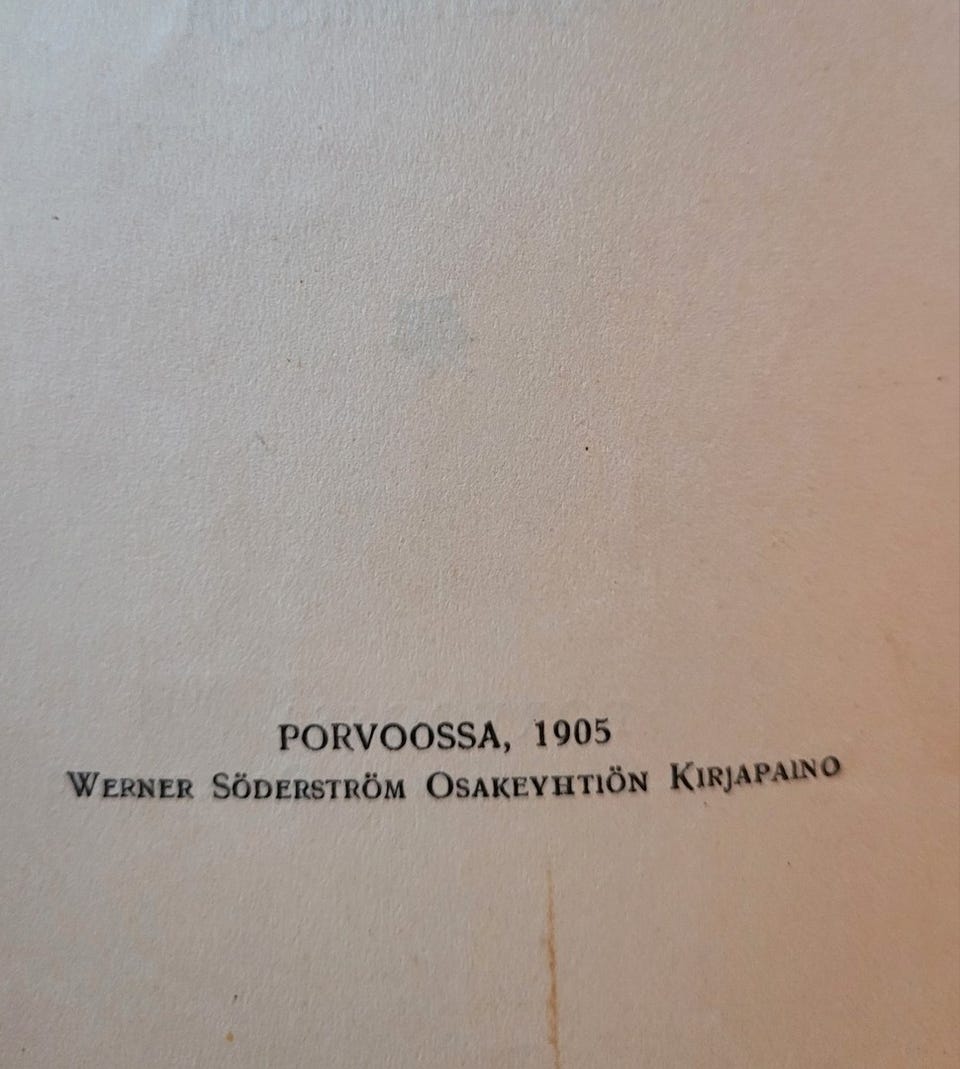 PORVOOSSA, 1905
WERNER SÖDERSTRÖM OSAKEYHTIÖN KIRJAPAINO